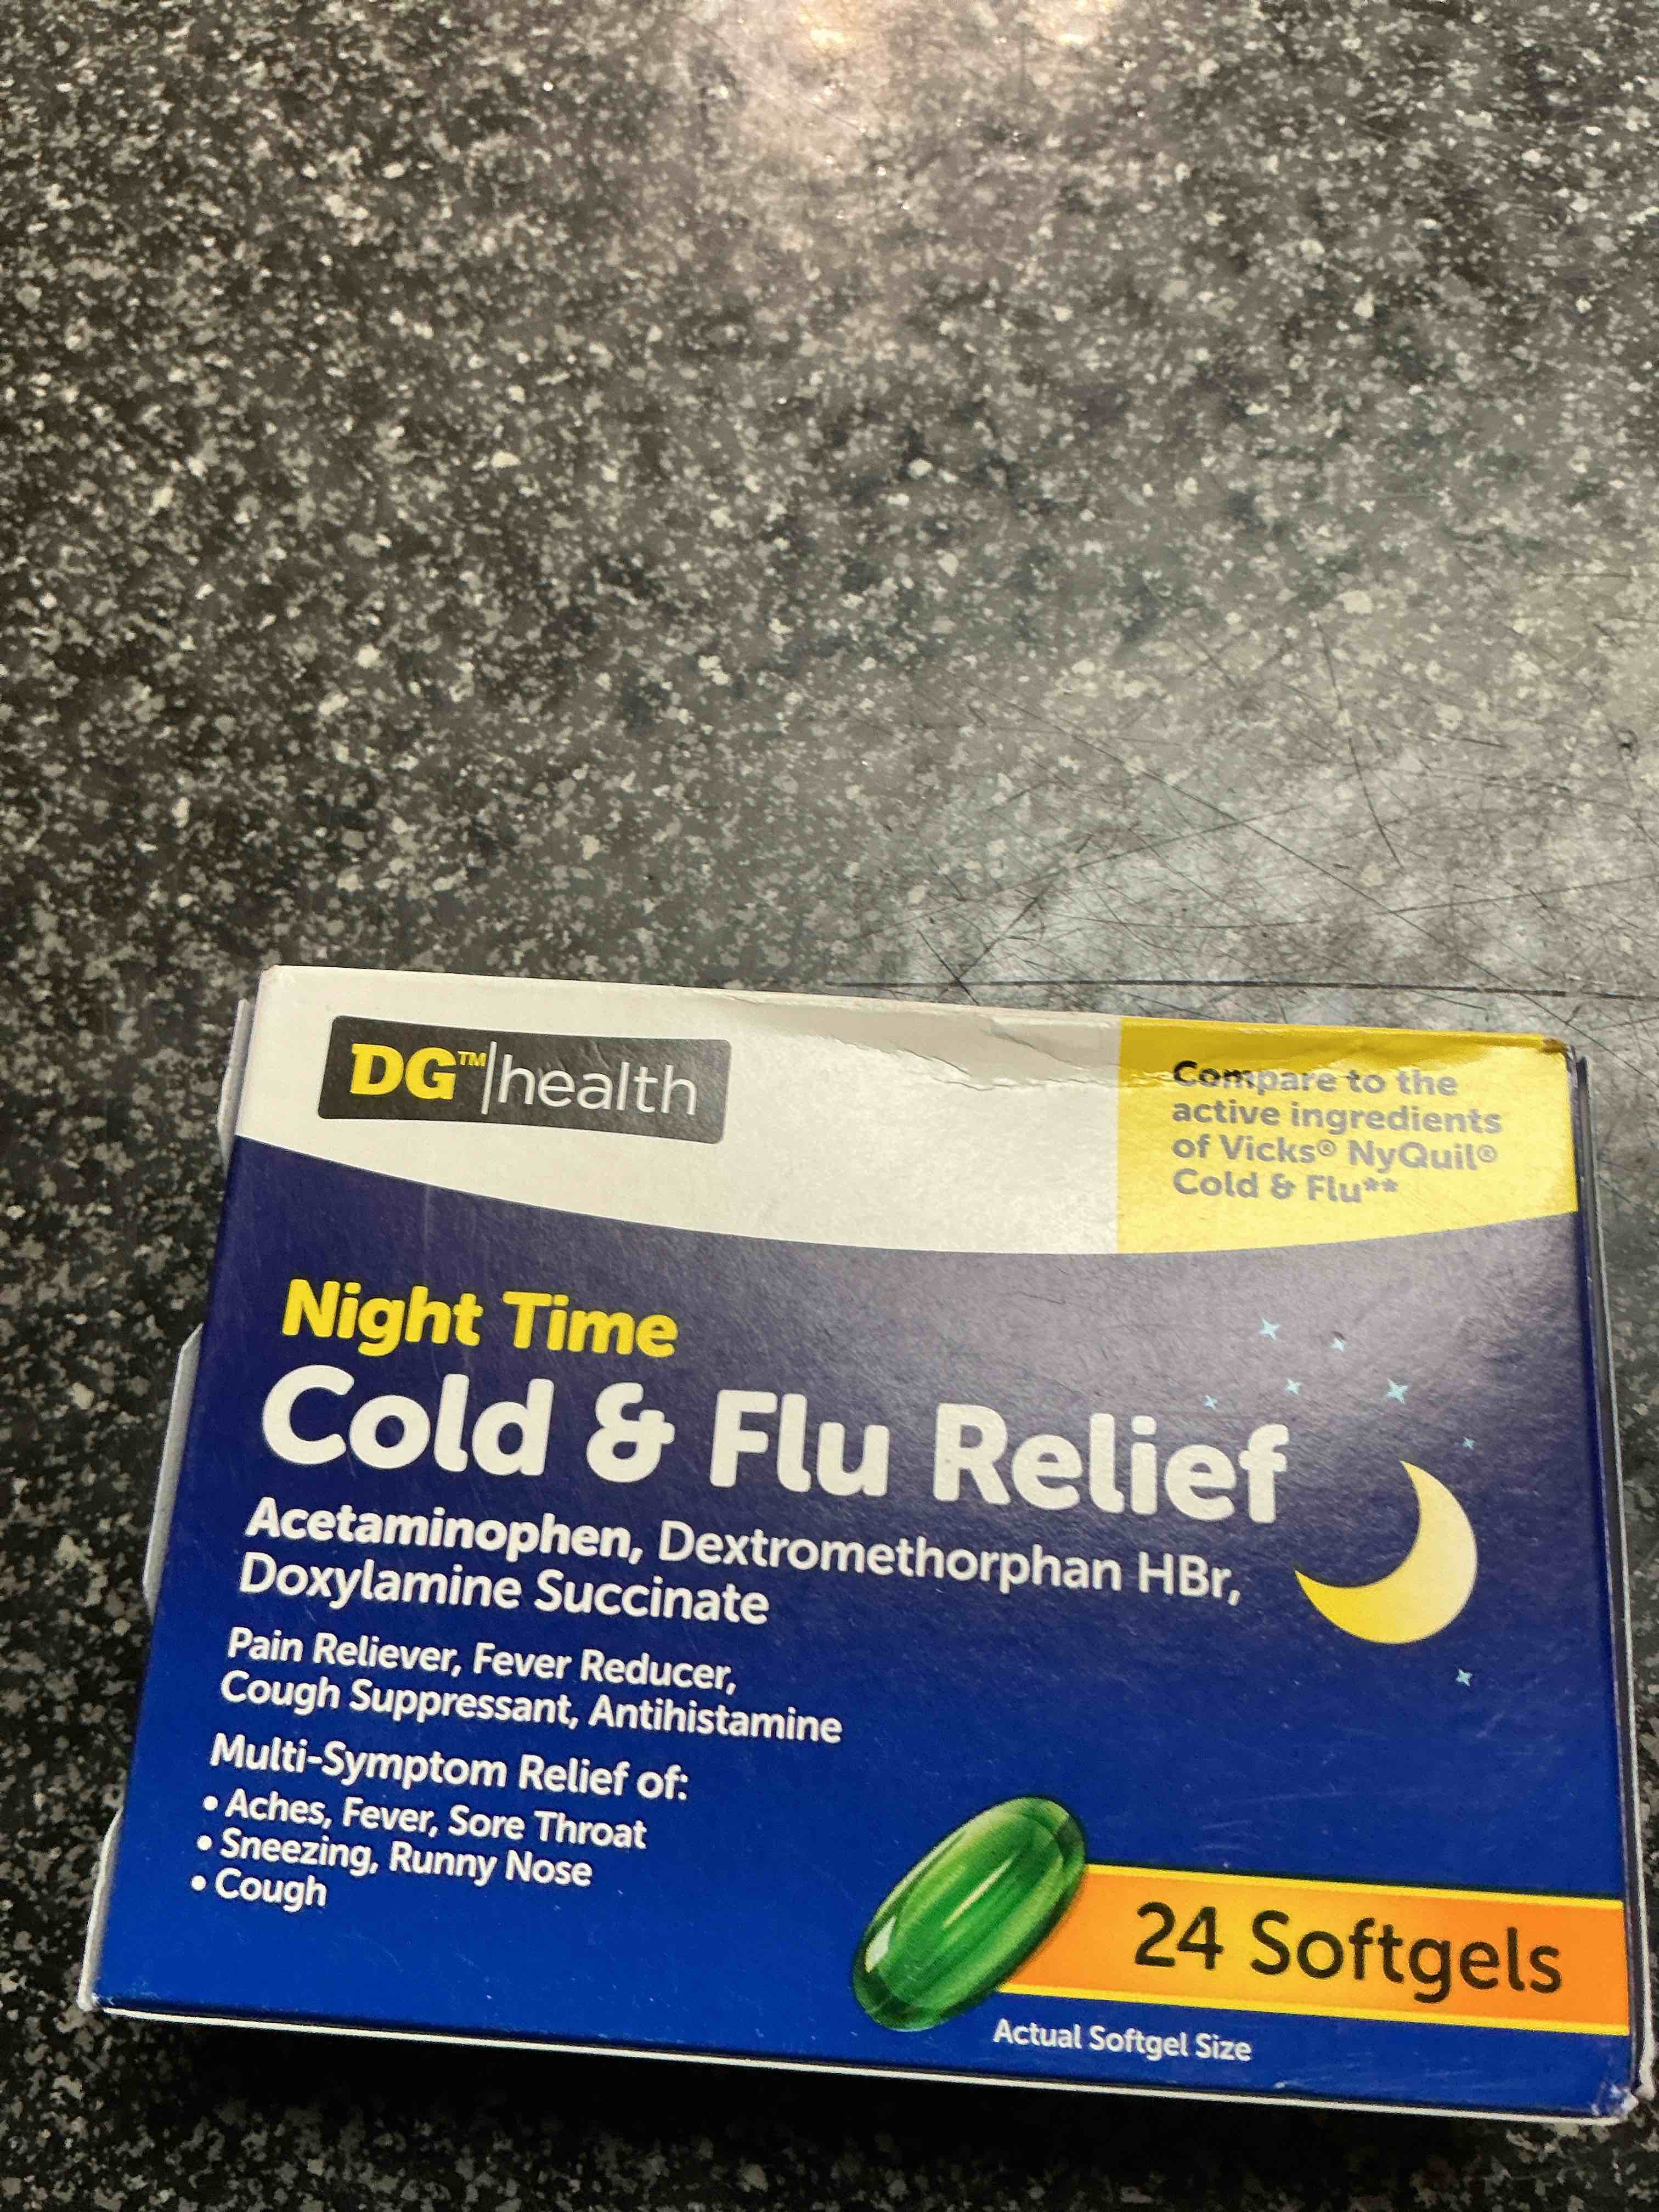 DG™|health
Compare to the
active ingredients
of Vicks® NyQuil®
Cold & Flu**
Night Time
Cold & Flu Relief
Acetaminophen, Dextromethorphan HBr,
Doxylamine Succinate
Pain Reliever, Fever Reducer,
Cough Suppressant, Antihistamine
Multi-Symptom Relief of:
• Aches, Fever, Sore Throat
• Sneezing, Runny Nose
• Cough
24 Softgels
Actual Softgel Size